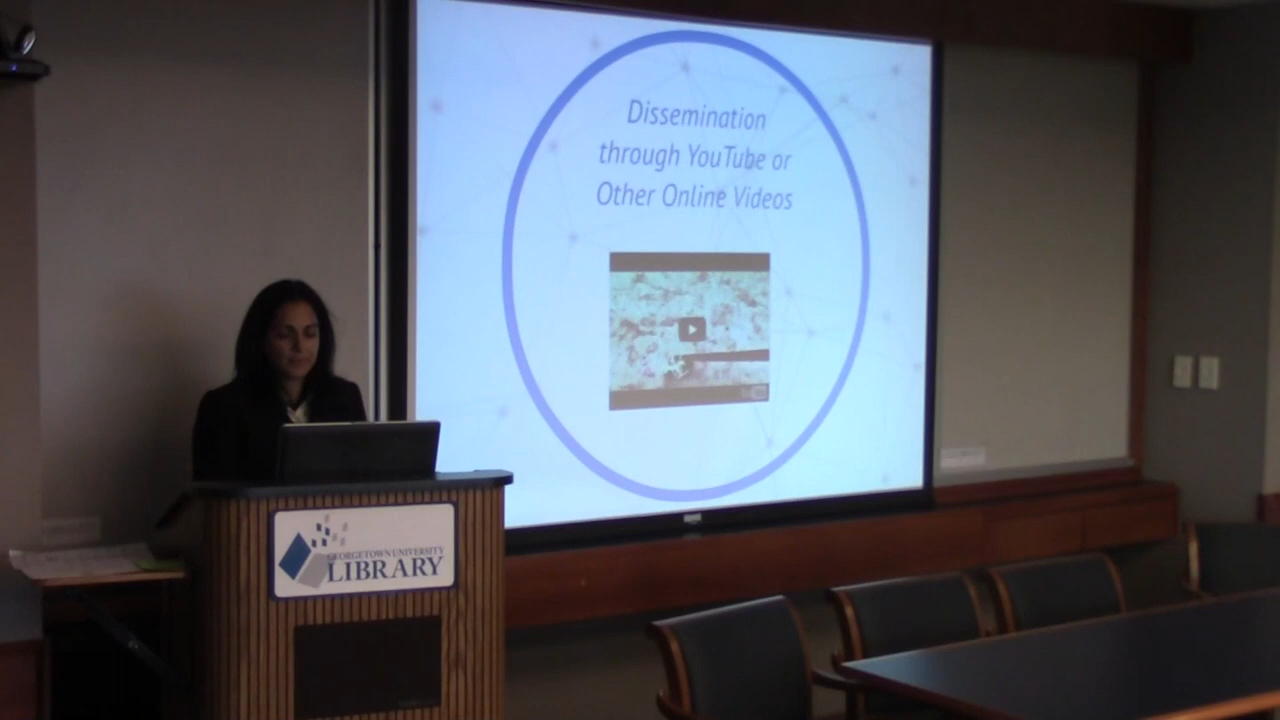 Dissemination
through YouTube or
Other Online Videos
GEORGETOWN UNIVERSITY
LIBRARY